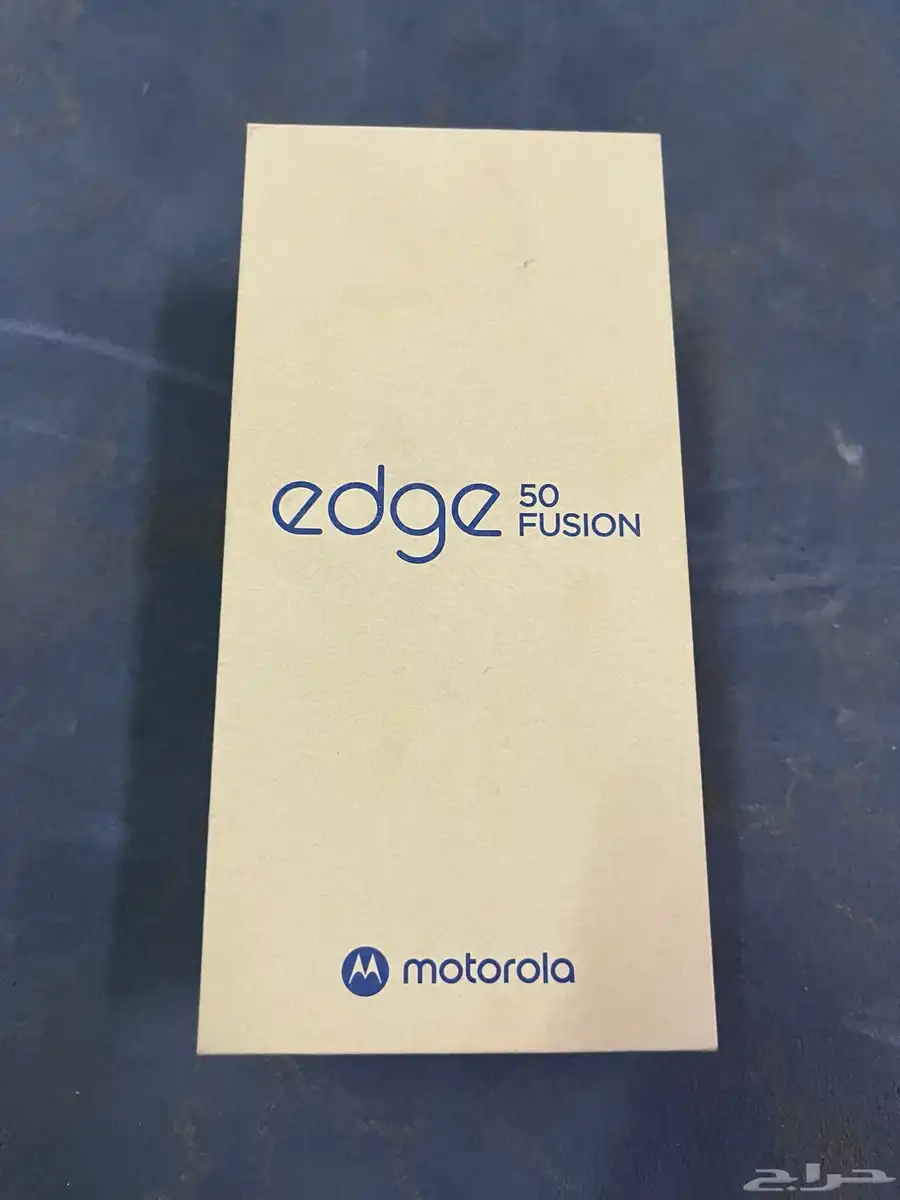 edge 50
FUSION
motorola
حراج